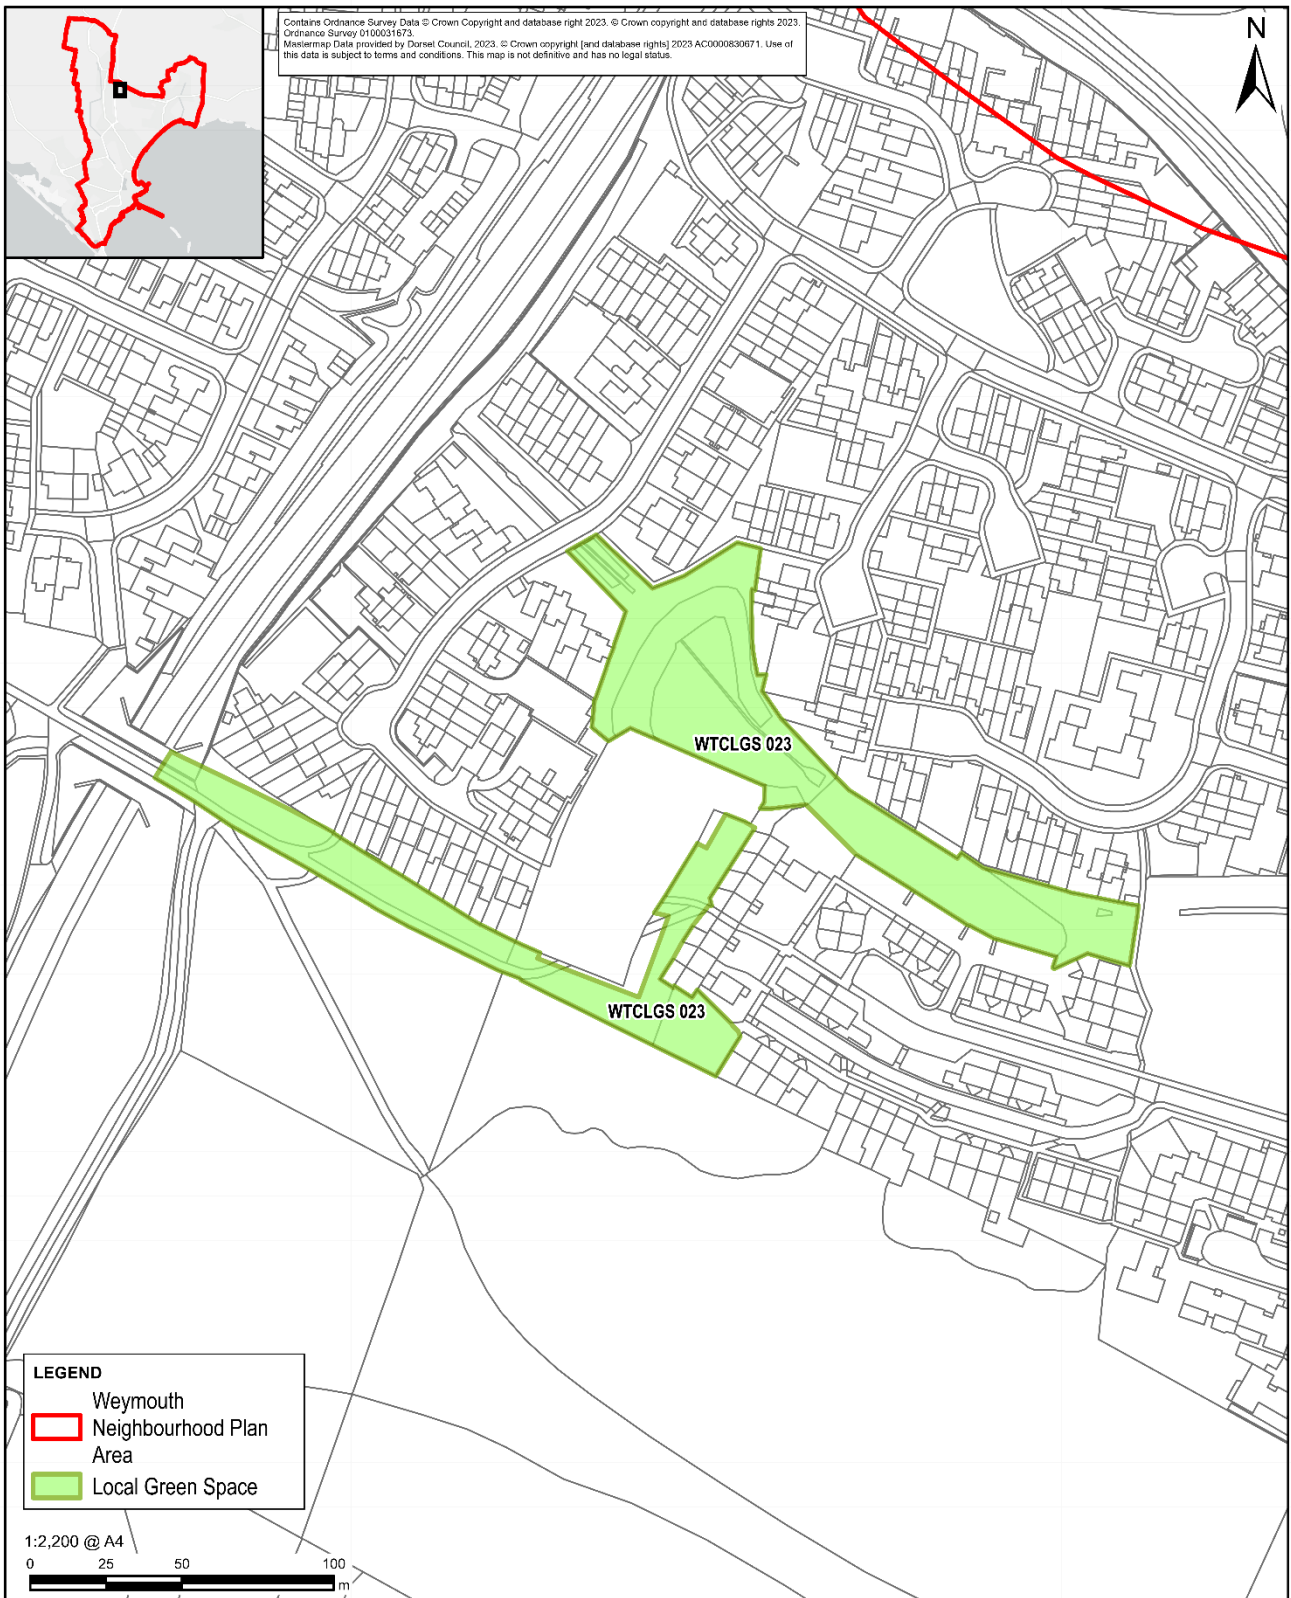 Contains Ordnance Survey Data © Crown Copyright and database right 2023. © Crown copyright and database rights 2023.
Ordnance Survey 0100031673.
Mastermap Data provided by Dorset Council, 2023. © Crown copyright [and database rights] 2023 AC0000830671. Use of
this data is subject to terms and conditions. This map is not definitive and has no legal status.
N
WTCLGS 023
WTCLGS 023
LEGEND
Weymouth
Neighbourhood Plan
Area
Local Green Space
1:2,200 @ A4
0 25 50 100
m